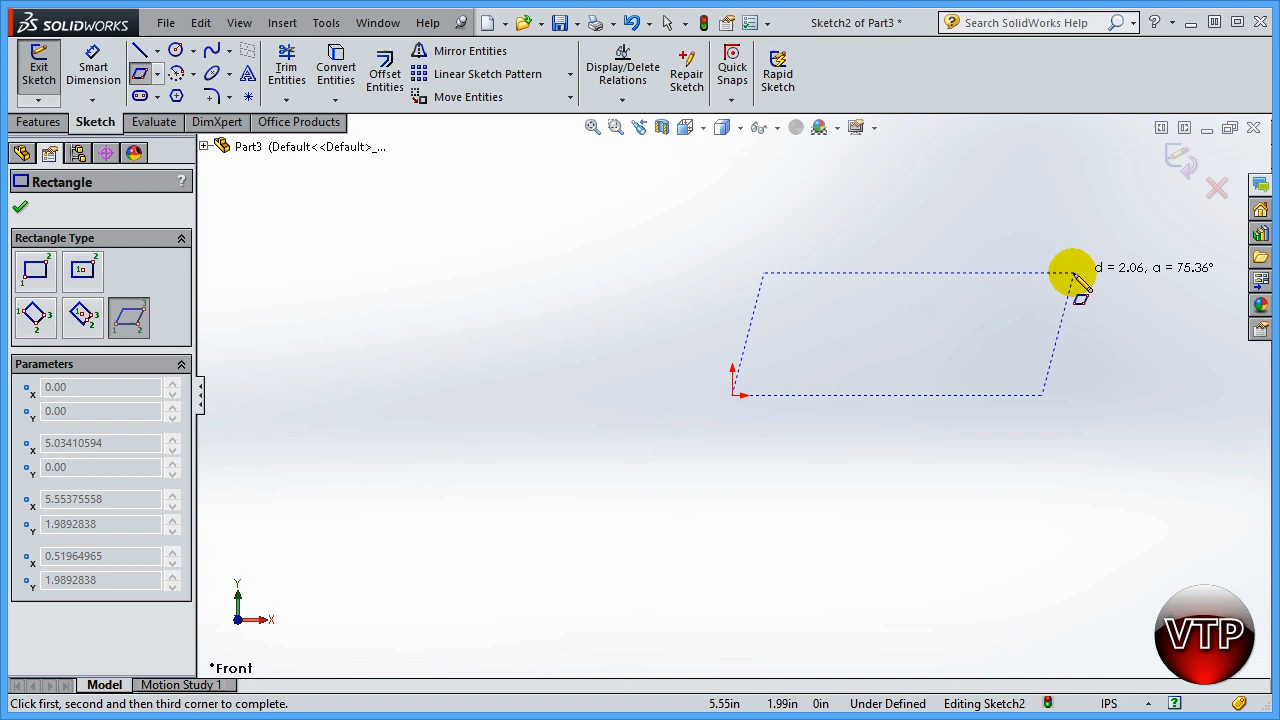 SOLIDWORKS File Edit View Insert Tools Window Help Sketch2 of Part3 * Search SolidWorks Help
Exit Sketch
Smart Dimension
Trim Entities
Convert Entities
Offset Entities
Mirror Entities
Linear Sketch Pattern
Move Entities
Display/Delete Relations
Repair Sketch
Quick Snaps
Rapid Sketch
Features Sketch Evaluate DimXpert Office Products
Part3 (Default<<Default>_...
Rectangle ?
Rectangle Type
Parameters
X 0.00
Y 0.00
X 5.03410594
Y 0.00
X 5.55375558
Y 1.9892838
X 0.51964965
Y 1.9892838
d = 2.06, a = 75.36°
Y
X
*Front
VTP
Model Motion Study 1
Click first, second and then third corner to complete. 5.55in 1.99in 0in Under Defined Editing Sketch2 IPS